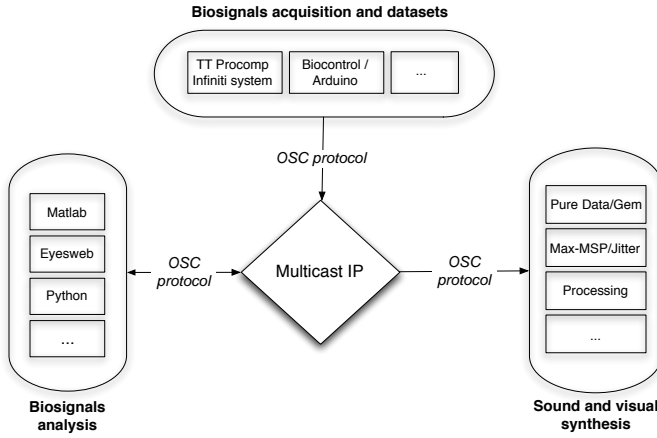 Biosignals acquisition and datasets
TT Procomp
Infiniti system
Biocontrol /
Arduino
...
OSC protocol
Matlab
Eyesweb
Python
...
Biosignals
analysis
OSC
protocol
Multicast IP
OSC
protocol
Pure Data/Gem
Max-MSP/Jitter
Processing
...
Sound and visual
synthesis